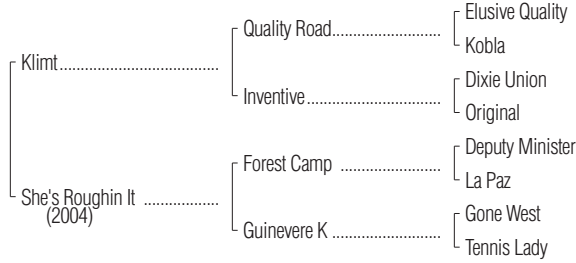 Elusive Quality
Quality Road
Kobla
Klimt
Dixie Union
Inventive
Original
Deputy Minister
Forest Camp
La Paz
She's Roughin It
(2004)
Gone West
Guinevere K
Tennis Lady